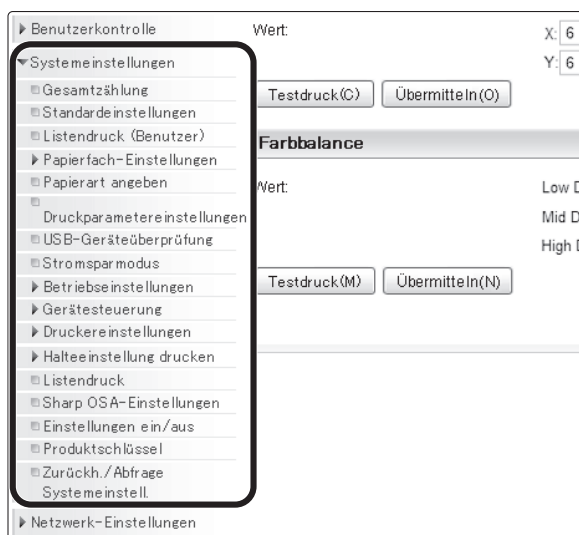 Benutzerkontrolle
Systemeinstellungen
Gesamtzählung
Standardeinstellungen
Listendruck (Benutzer)
Papierfach-Einstellungen
Papierart angeben
Druckparametereinstellungen
USB-Geräteüberprüfung
Stromsparmodus
Betriebseinstellungen
Gerätesteuerung
Druckereinstellungen
Halteeinstellung drucken
Listendruck
Sharp OSA-Einstellungen
Einstellungen ein/aus
Produktschlüssel
Zurückh./Abfrage
Systemeinstell.
Netzwerk-Einstellungen
Wert: X: 6
Y: 6
Testdruck(C) Übermitteln(O)
Farbbalance
Wert: Low D
Mid D
High D
Testdruck(M) Übermitteln(N)